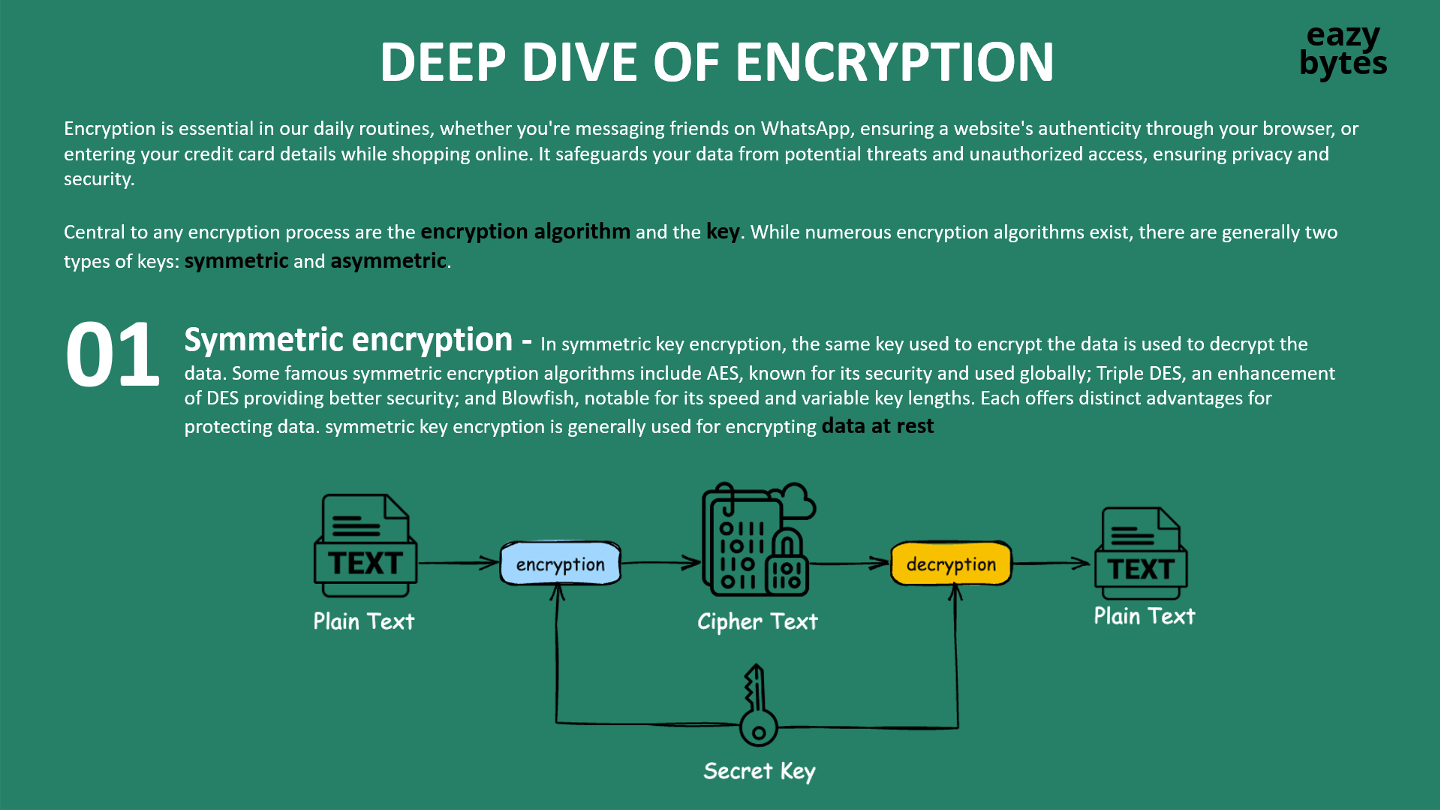 DEEP DIVE OF ENCRYPTION
eazy
bytes
Encryption is essential in our daily routines, whether you're messaging friends on WhatsApp, ensuring a website's authenticity through your browser, or
entering your credit card details while shopping online. It safeguards your data from potential threats and unauthorized access, ensuring privacy and
security.
Central to any encryption process are the encryption algorithm and the key. While numerous encryption algorithms exist, there are generally two
types of keys: symmetric and asymmetric.
01
Symmetric encryption - In symmetric key encryption, the same key used to encrypt the data is used to decrypt the
data. Some famous symmetric encryption algorithms include AES, known for its security and used globally; Triple DES, an enhancement
of DES providing better security; and Blowfish, notable for its speed and variable key lengths. Each offers distinct advantages for
protecting data. symmetric key encryption is generally used for encrypting data at rest
TEXT
encryption
decryption
TEXT
Plain Text
Cipher Text
Plain Text
Secret Key